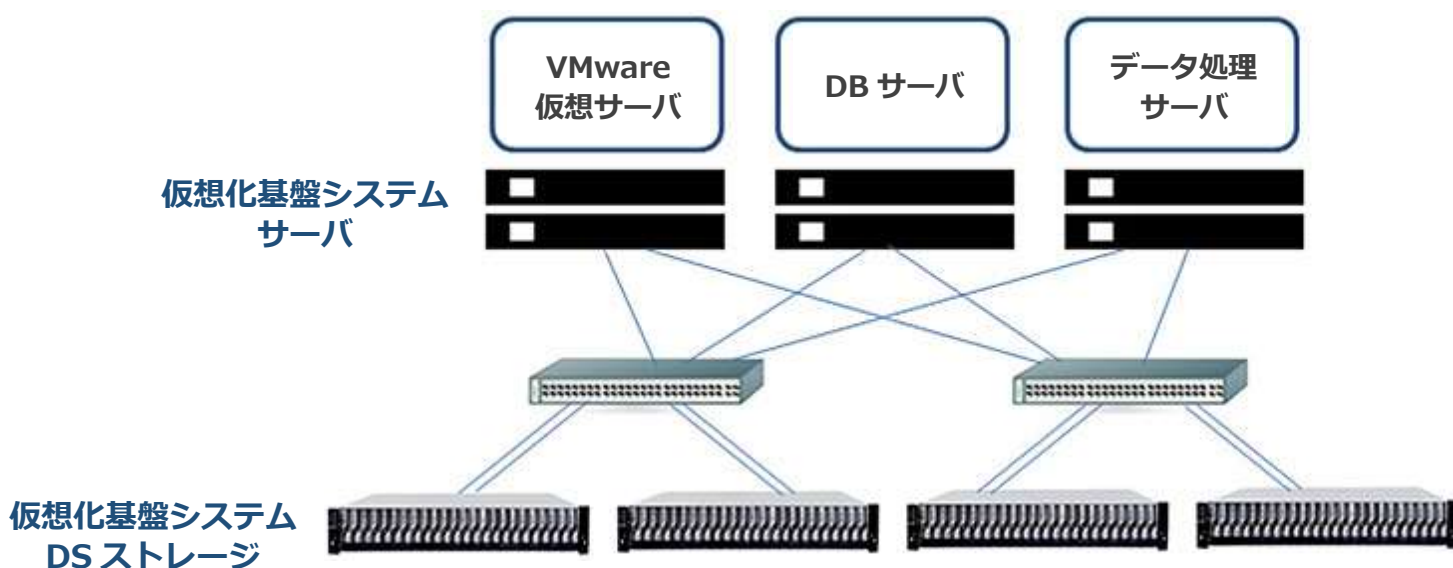 VMware
仮想サーバ
DB サーバ
データ処理
サーバ
仮想化基盤システム
サーバ
仮想化基盤システム
DS ストレージ